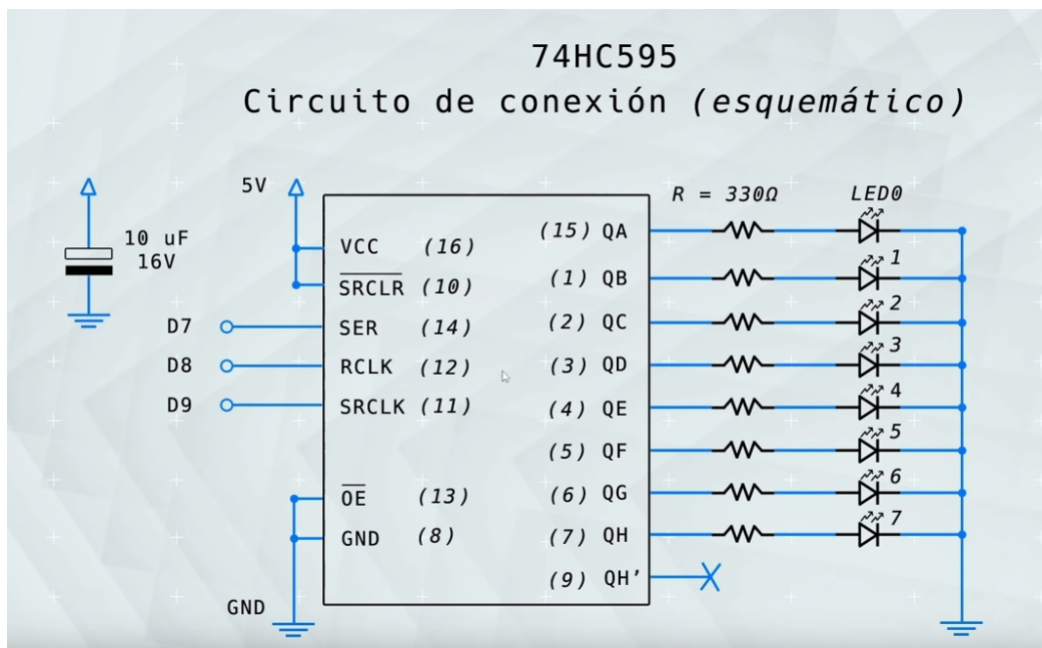 74HC595
Circuito de conexión (esquemático)
5V
10 uF
16V
VCC (16)
SRCLR (10)
D7
SER (14)
D8
RCLK (12)
D9
SRCLK (11)
OE (13)
GND (8)
GND
R = 330Ω LED0
(15) QA
(1) QB 1
(2) QC 2
(3) QD 3
(4) QE 4
(5) QF 5
(6) QG 6
(7) QH 7
(9) QH’